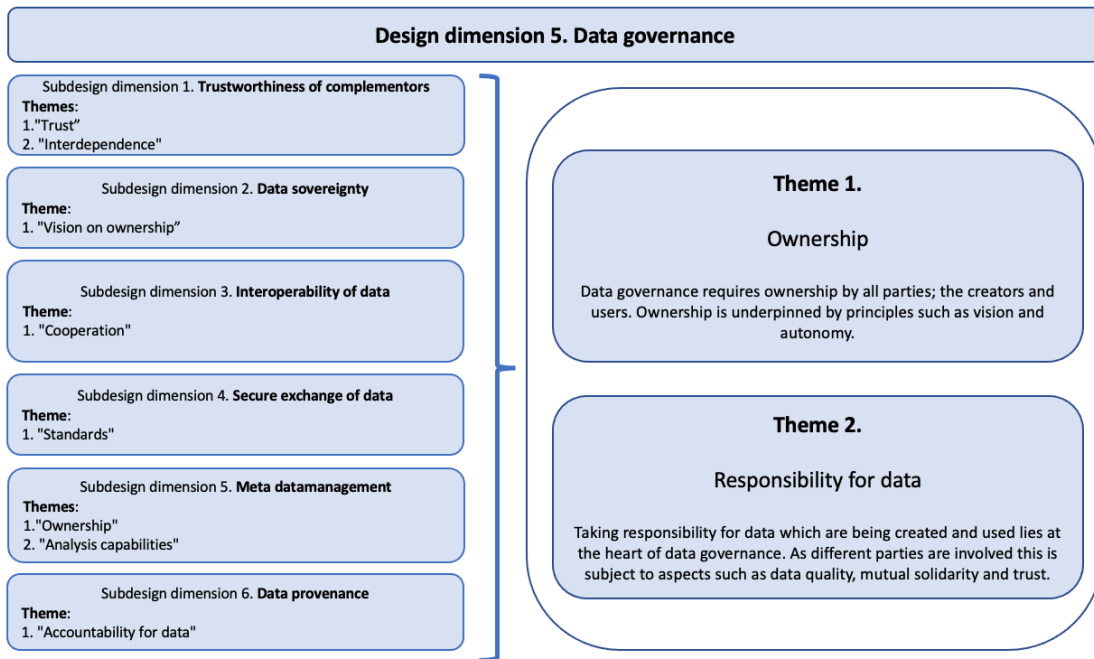 Design dimension 5. Data governance
Subdesign dimension 1. Trustworthiness of complementors
Themes:
1."Trust”
2. "Interdependence"
Subdesign dimension 2. Data sovereignty
Theme:
1. "Vision on ownership”
Subdesign dimension 3. Interoperability of data
Theme:
1. "Cooperation"
Subdesign dimension 4. Secure exchange of data
Theme:
1. "Standards"
Subdesign dimension 5. Meta datamanagement
Themes:
1."Ownership"
2. "Analysis capabilities"
Subdesign dimension 6. Data provenance
Theme:
1. "Accountability for data"
Theme 1.
Ownership
Data governance requires ownership by all parties; the creators and
users. Ownership is underpinned by principles such as vision and
autonomy.
Theme 2.
Responsibility for data
Taking responsibility for data which are being created and used lies at
the heart of data governance. As different parties are involved this is
subject to aspects such as data quality, mutual solidarity and trust.